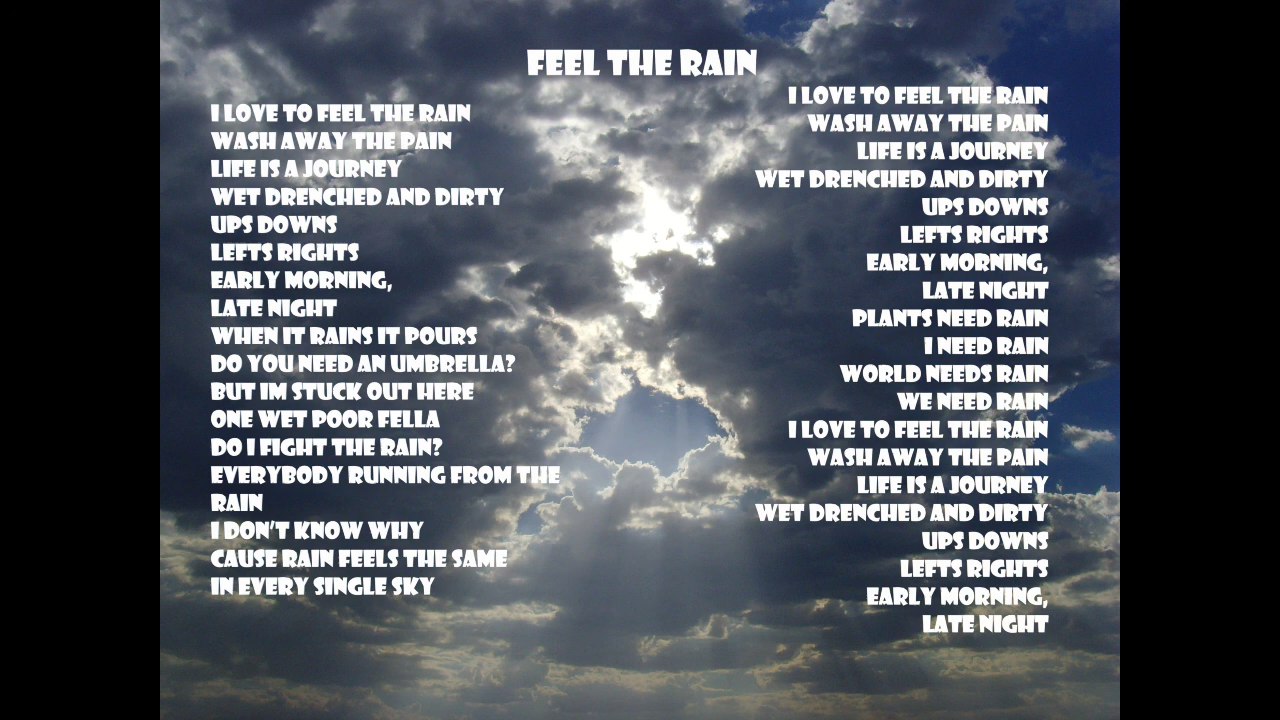 FEEL THE RAIN
I LOVE TO FEEL THE RAIN
WASH AWAY THE PAIN
LIFE IS A JOURNEY
WET DRENCHED AND DIRTY
UPS DOWNS
LEFTS RIGHTS
EARLY MORNING,
LATE NIGHT
WHEN IT RAINS IT POURS
DO YOU NEED AN UMBRELLA?
BUT IM STUCK OUT HERE
ONE WET POOR FELLA
DO I FIGHT THE RAIN?
EVERYBODY RUNNING FROM THE
RAIN
I DON'T KNOW WHY
CAUSE RAIN FEELS THE SAME
IN EVERY SINGLE SKY
I LOVE TO FEEL THE RAIN
WASH AWAY THE PAIN
LIFE IS A JOURNEY
WET DRENCHED AND DIRTY
UPS DOWNS
LEFTS RIGHTS
EARLY MORNING,
LATE NIGHT
PLANTS NEED RAIN
I NEED RAIN
WORLD NEEDS RAIN
WE NEED RAIN
I LOVE TO FEEL THE RAIN
WASH AWAY THE PAIN
LIFE IS A JOURNEY
WET DRENCHED AND DIRTY
UPS DOWNS
LEFTS RIGHTS
EARLY MORNING,
LATE NIGHT